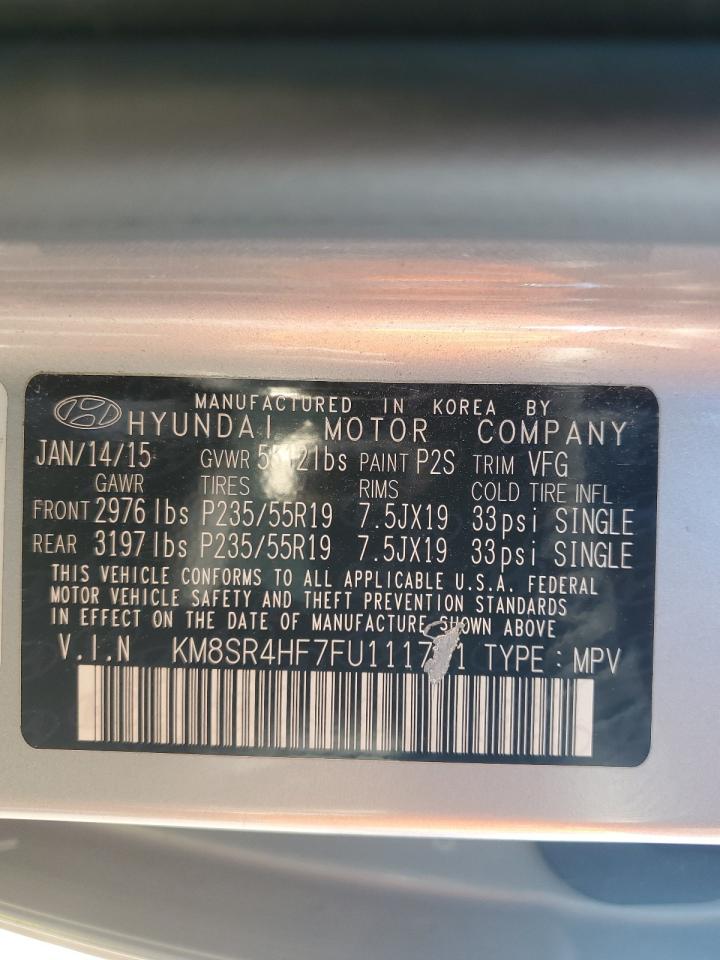 MANUFACTURED IN KOREA BY
HYUNDAI MOTOR COMPANY
JAN/14/15 GVWR PAINT P2S TRIM VFG
GAWR TIRES RIMS COLD TIRE INFL
FRONT 2976 lbs P235/55R19 7.5JX19 33psi SINGLE
REAR 3197 lbs P235/55R19 7.5JX19 33psi SINGLE
THIS VEHICLE CONFORMS TO ALL APPLICABLE U.S.A. FEDERAL
MOTOR VEHICLE SAFETY AND THEFT PREVENTION STANDARDS
IN EFFECT ON THE DATE OF MANUFACTURE SHOWN ABOVE
V.I.N TYPE : MPV